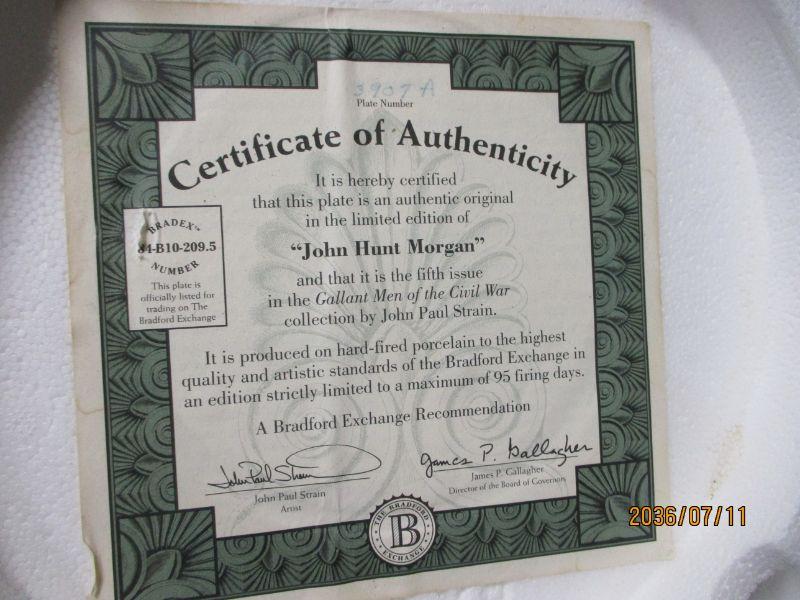 3907A
Plate Number
Certificate of Authenticity
It is hereby certified
that this plate is an authentic original
in the limited edition of
“John Hunt Morgan”
and that it is the fifth issue
in the Gallant Men of the Civil War
collection by John Paul Strain.
It is produced on hard-fired porcelain to the highest
quality and artistic standards of the Bradford Exchange in
an edition strictly limited to a maximum of 95 firing days.
A Bradford Exchange Recommendation
BRADEX™
84-B10-209.5
NUMBER
This plate is
officially listed for
trading on The
Bradford Exchange
John Paul Strain
John Paul Strain
Artist
James P. Gallagher
James P. Gallagher
Director of the Board of Governors
THE BRADFORD
B
EXCHANGE
2036/07/11